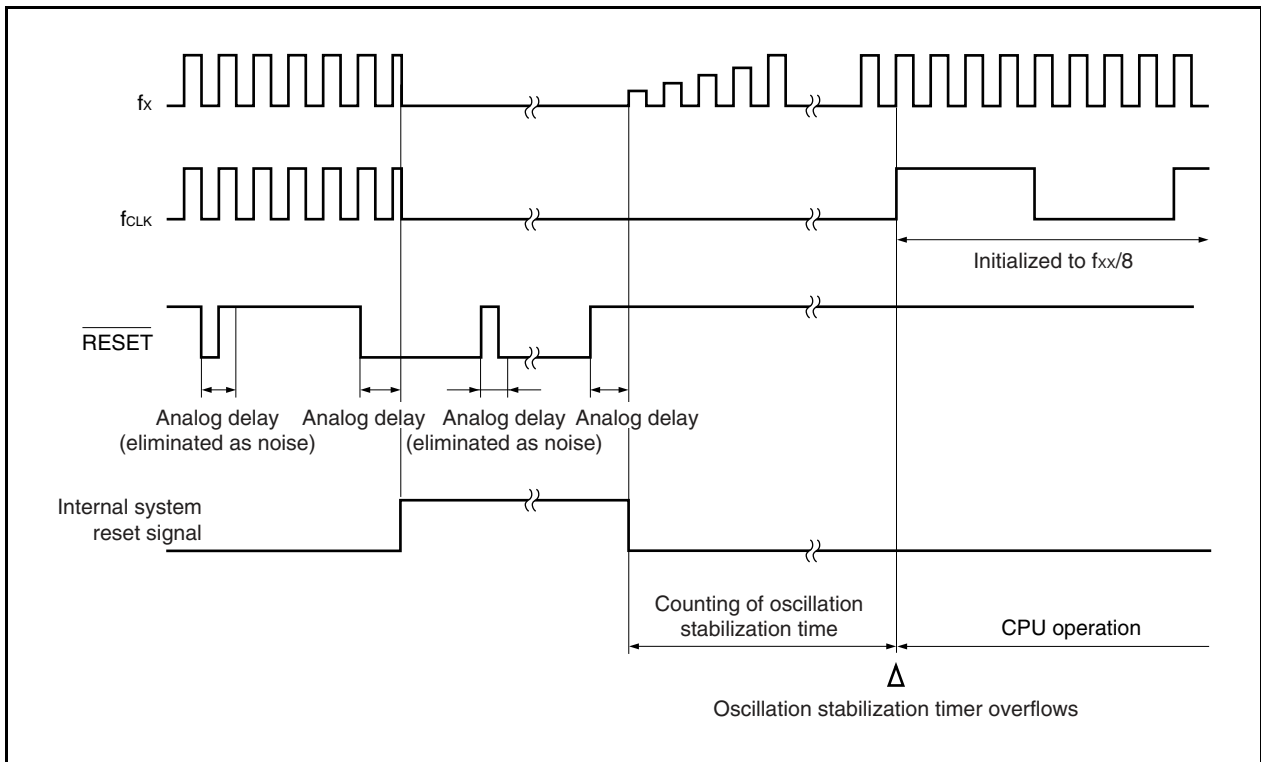 fX
fCLK
Initialized to fXX/8
RESET
Analog delay
(eliminated as noise)
Analog delay
Analog delay
(eliminated as noise)
Analog delay
Internal system
reset signal
Counting of oscillation
stabilization time
CPU operation
Oscillation stabilization timer overflows